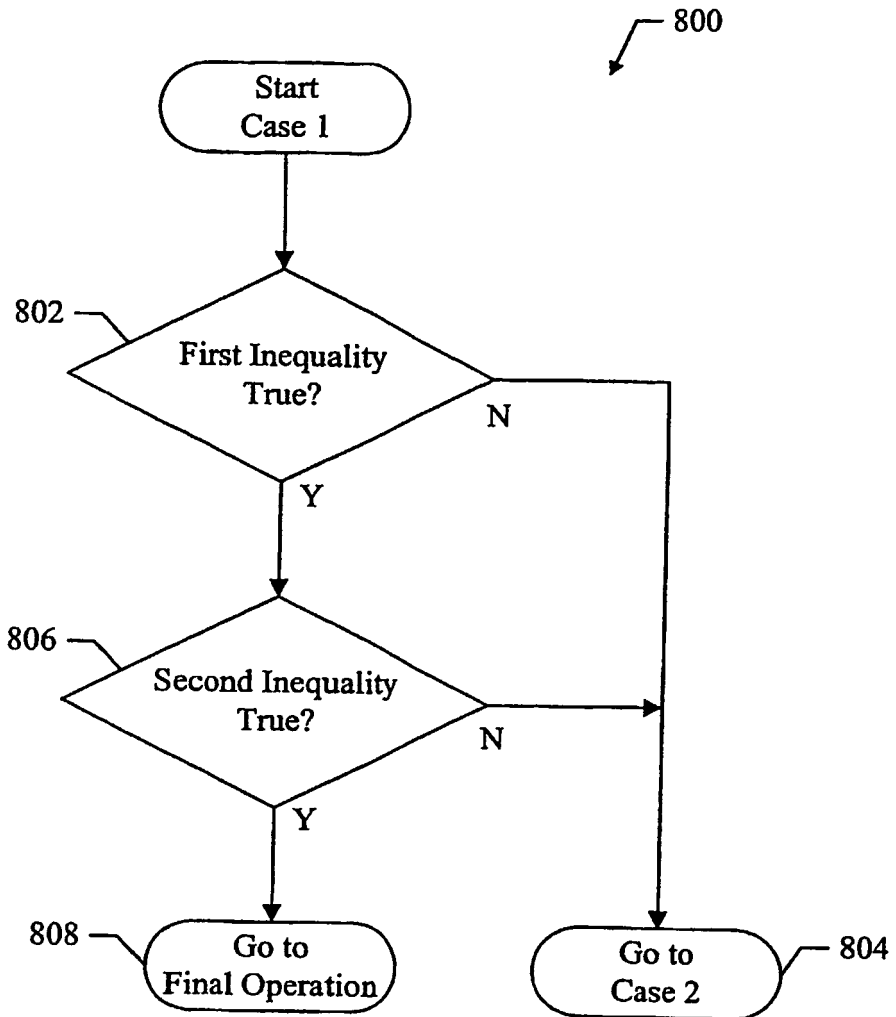 800
Start
Case 1
802
First Inequality
True?
N
Y
806
Second Inequality
True?
N
Y
808
Go to
Final Operation
Go to
Case 2
804